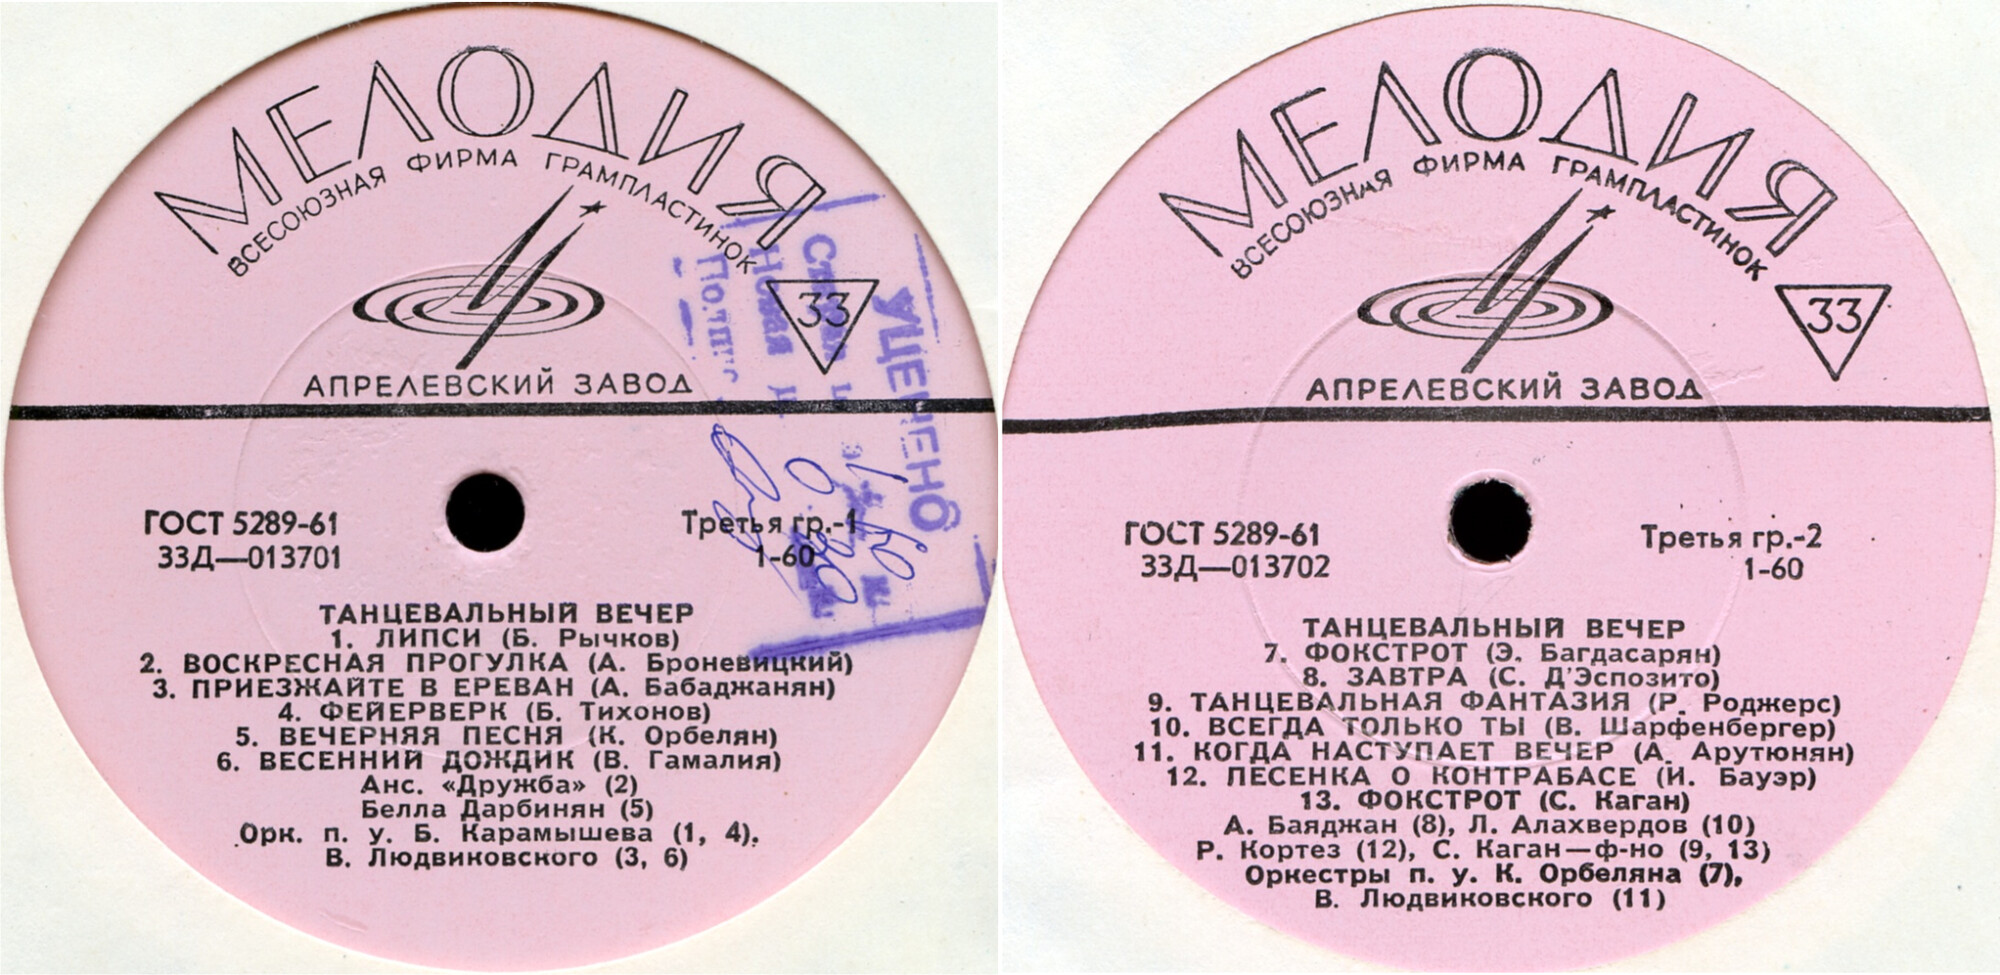 МЕЛОДИЯ
ВСЕСОЮЗНАЯ ФИРМА ГРАМПЛАСТИНОК
33
АПРЕЛЕВСКИЙ ЗАВОД
УЦЕНЕНО
Новая
ГОСТ 5289-61
33Д—013701
Третья гр.-1
1-60
ТАНЦЕВАЛЬНЫЙ ВЕЧЕР
1. ЛИПСИ (Б. Рычков)
2. ВОСКРЕСНАЯ ПРОГУЛКА (А. Броневицкий)
3. ПРИЕЗЖАЙТЕ В ЕРЕВАН (А. Бабаджанян)
4. ФЕЙЕРВЕРК (Б. Тихонов)
5. ВЕЧЕРНЯЯ ПЕСНЯ (К. Орбелян)
6. ВЕСЕННИЙ ДОЖДИК (В. Гамалия)
Анс. «Дружба» (2)
Белла Дарбинян (5)
Орк. п. у. Б. Карамышева (1, 4),
В. Людвиковского (3, 6)
МЕЛОДИЯ
ВСЕСОЮЗНАЯ ФИРМА ГРАМПЛАСТИНОК
33
АПРЕЛЕВСКИЙ ЗАВОД
ГОСТ 5289-61
33Д—013702
Третья гр.-2
1-60
ТАНЦЕВАЛЬНЫЙ ВЕЧЕР
7. ФОКСТРОТ (Э. Багдасарян)
8. ЗАВТРА (С. Д'Эспозито)
9. ТАНЦЕВАЛЬНАЯ ФАНТАЗИЯ (Р. Роджерс)
10. ВСЕГДА ТОЛЬКО ТЫ (В. Шарфенбергер)
11. КОГДА НАСТУПАЕТ ВЕЧЕР (А. Арутюнян)
12. ПЕСЕНКА О КОНТРАБАСЕ (И. Бауэр)
13. ФОКСТРОТ (С. Каган)
А. Баяджан (8), Л. Алахвердов (10)
Р. Кортез (12), С. Каган—ф-но (9, 13)
Оркестры п. у. К. Орбеляна (7),
В. Людвиковского (11)